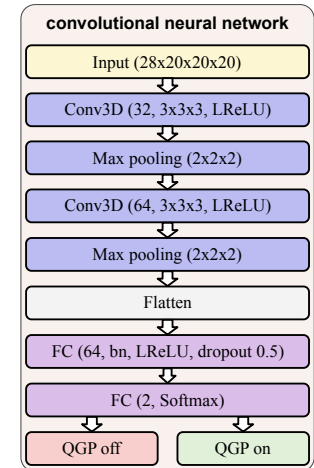 convolutional neural network
Input (28x20x20x20)
Conv3D (32, 3x3x3, LReLU)
Max pooling (2x2x2)
Conv3D (64, 3x3x3, LReLU)
Max pooling (2x2x2)
Flatten
FC (64, bn, LReLU, dropout 0.5)
FC (2, Softmax)
QGP off
QGP on